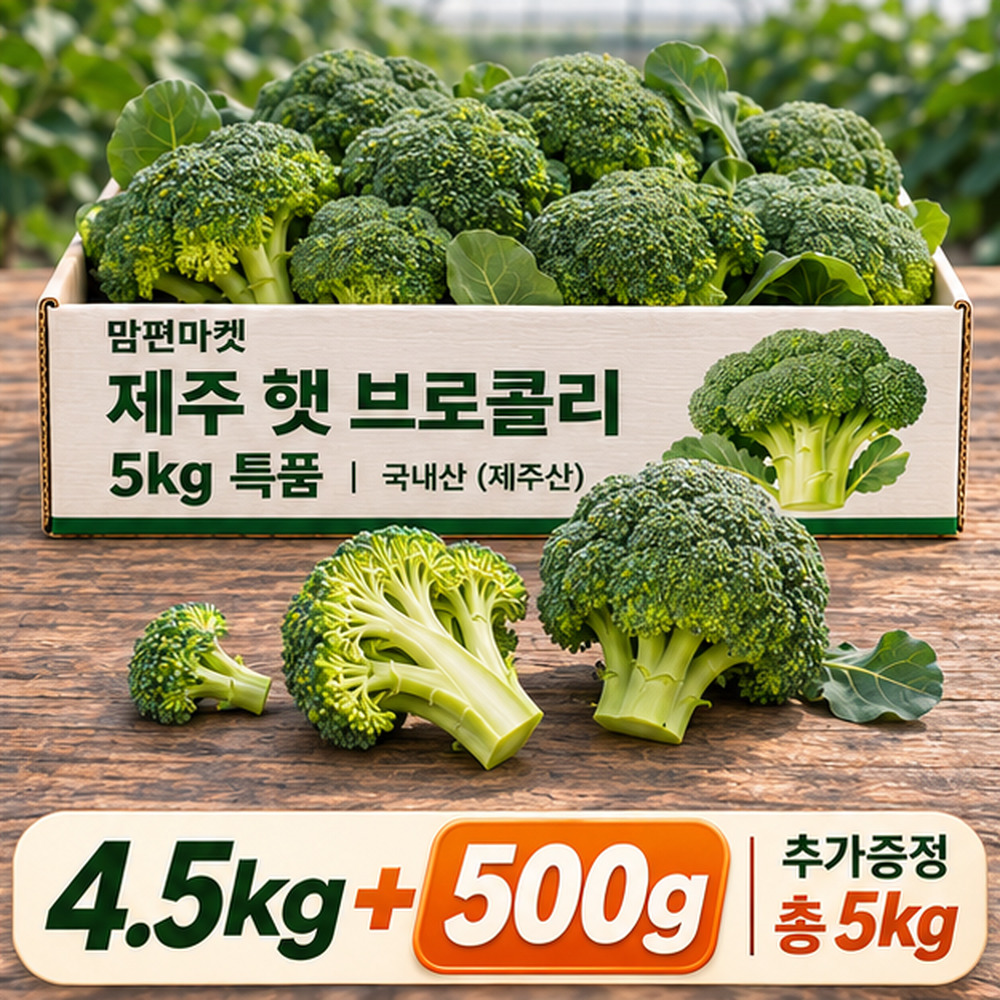 맘편마켓
제주 햇 브로콜리
5kg 특품 | 국내산 (제주산)
4.5kg+500g
추가증정
총 5kg